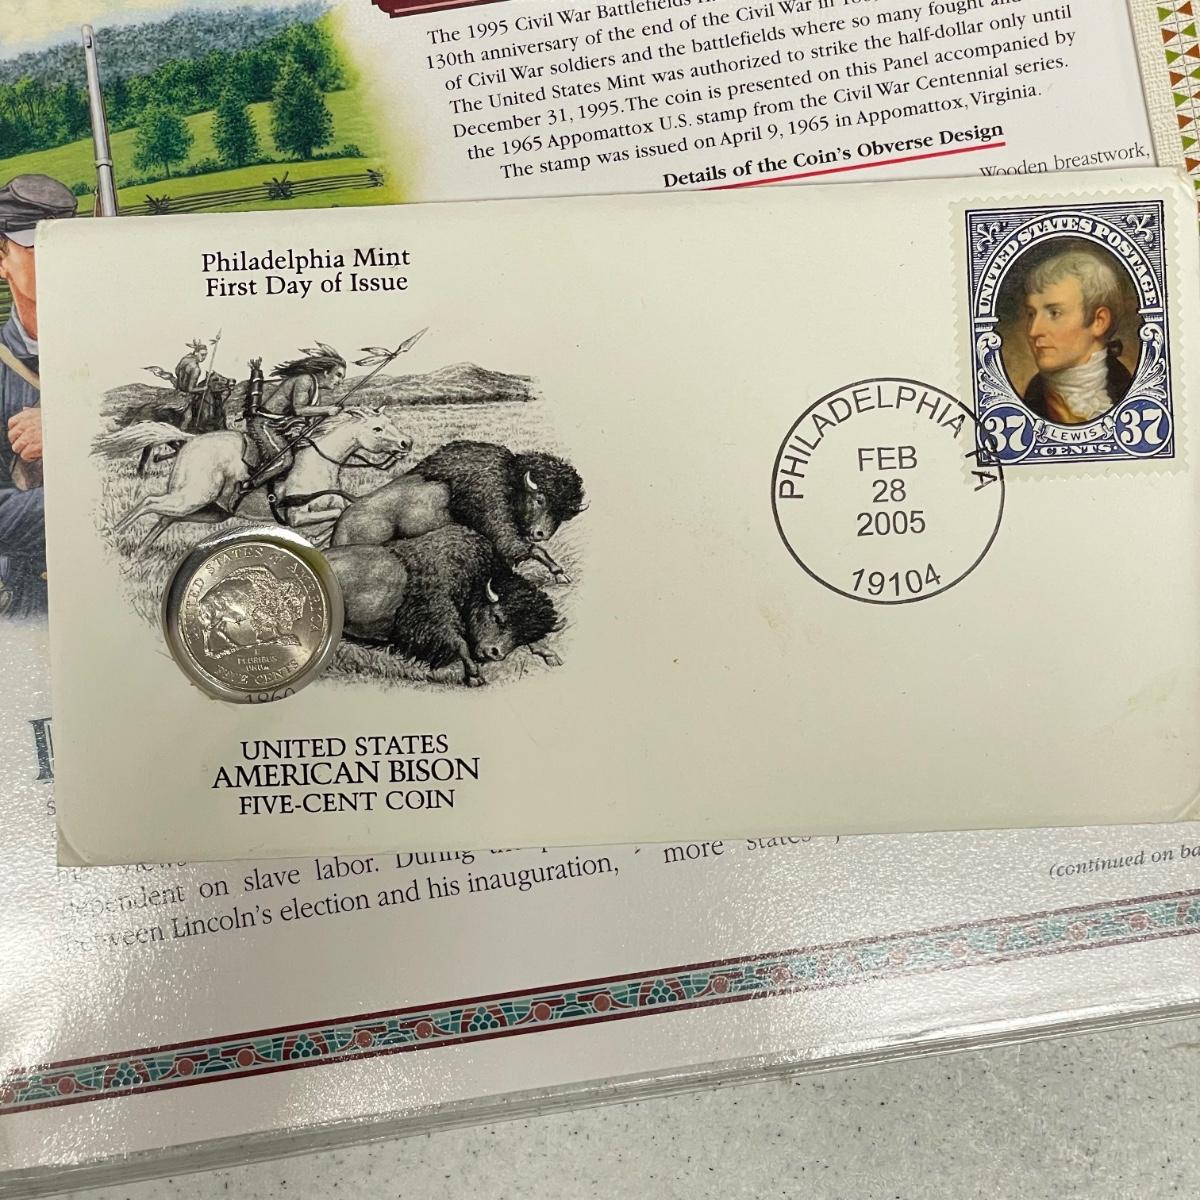 The 1995 Civil War Battlefields
130th anniversary of the end of the Civil War in
of Civil War soldiers and the battlefields where so many fought
The United States Mint was authorized to strike the half-dollar only until
December 31, 1995. The coin is presented on this Panel accompanied by
the 1965 Appomattox U.S. stamp from the Civil War Centennial series.
The stamp was issued on April 9, 1965 in Appomattox, Virginia.
Details of the Coin's Obverse Design
Wooden breastwork,
Philadelphia Mint
First Day of Issue
UNITED STATES POSTAGE
37 LEWIS 37
CENTS
PHILADELPHIA PA
FEB
28
2005
19104
UNITED STATES OF AMERICA
E
PLURIBUS
UNUM
FIVE CENTS
1860
UNITED STATES
AMERICAN BISON
FIVE-CENT COIN
dependent on slave labor. During
between Lincoln's election and his inauguration,
more states
(continued on